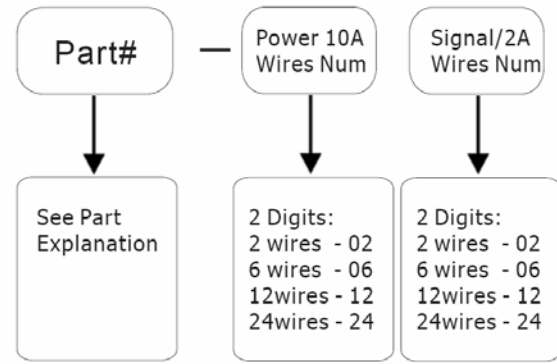 Part#
—
Power 10A
Wires Num
Signal/2A
Wires Num
See Part
Explanation
2 Digits:
2 wires - 02
6 wires - 06
12wires - 12
24wires - 24
2 Digits:
2 wires - 02
6 wires - 06
12wires - 12
24wires - 24